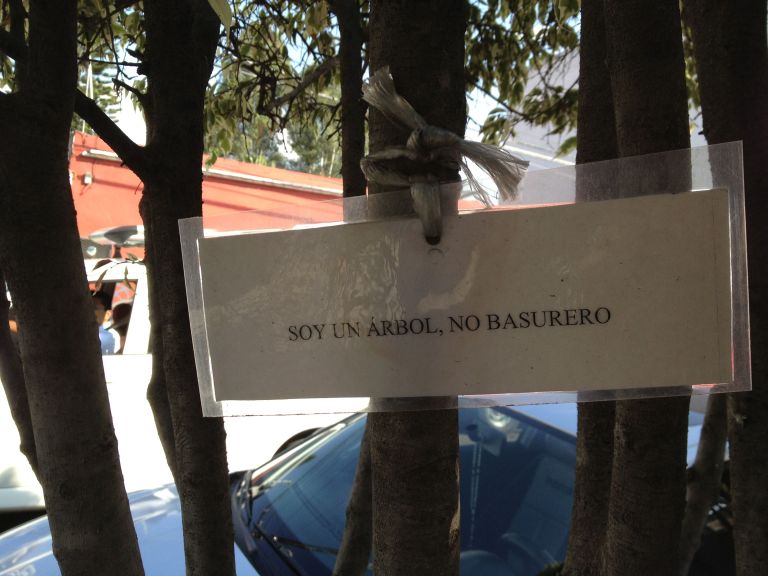 SOY UN ÁRBOL, NO BASURERO